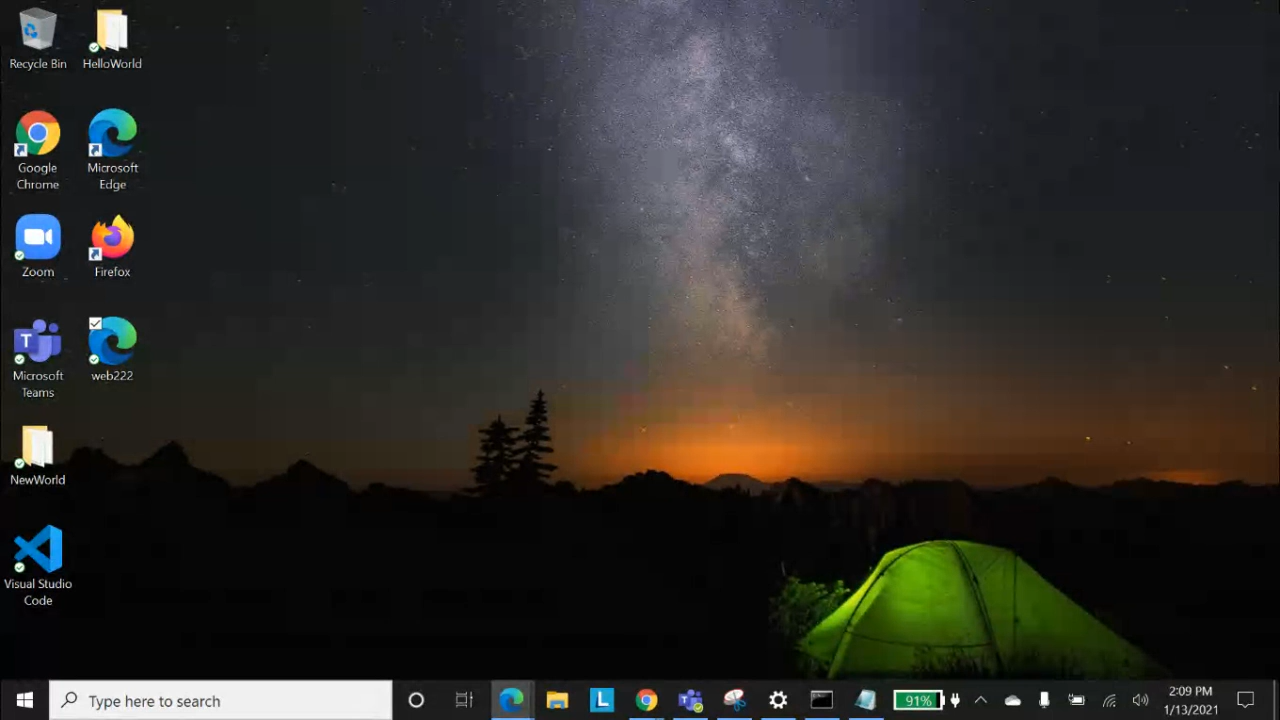 Recycle Bin
HelloWorld
Google
Chrome
Microsoft
Edge
Zoom
Firefox
T
Microsoft
Teams
web222
NewWorld
Visual Studio
Code
Type here to search
L
T
91%
2:09 PM
1/13/2021